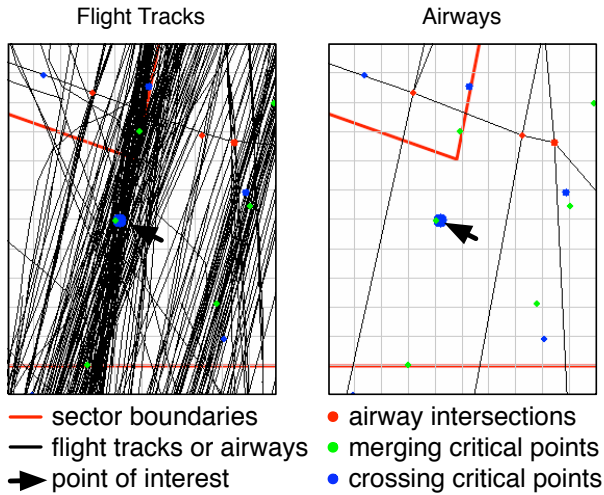 Flight Tracks
Airways
sector boundaries
flight tracks or airways
point of interest
airway intersections
merging critical points
crossing critical points